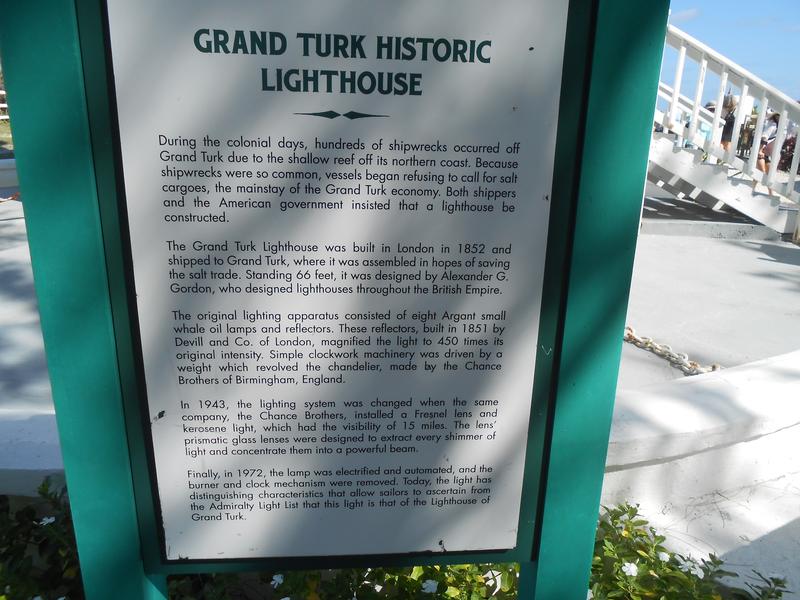 GRAND TURK HISTORIC
LIGHTHOUSE
During the colonial days, hundreds of shipwrecks occurred off
Grand Turk due to the shallow reef off its northern coast. Because
shipwrecks were so common, vessels began refusing to call for salt
cargoes, the mainstay of the Grand Turk economy. Both shippers
and the American government insisted that a lighthouse be
constructed.
The Grand Turk Lighthouse was built in London in 1852 and
shipped to Grand Turk, where it was assembled in hopes of saving
the salt trade. Standing 66 feet, it was designed by Alexander G.
Gordon, who designed lighthouses throughout the British Empire.
The original lighting apparatus consisted of eight Argant small
whale oil lamps and reflectors. These reflectors, built in 1851 by
Devill and Co. of London, magnified the light to 450 times its
original intensity. Simple clockwork machinery was driven by a
weight which revolved the chandelier, made by the Chance
Brothers of Birmingham, England.
In 1943, the lighting system was changed when the same
company, the Chance Brothers, installed a Fresnel lens and
kerosene light, which had the visibility of 15 miles. The lens'
prismatic glass lenses were designed to extract every shimmer of
light and concentrate them into a powerful beam.
Finally, in 1972, the lamp was electrified and automated, and the
burner and clock mechanism were removed. Today, the light has
distinguishing characteristics that allow sailors to ascertain from
the Admiralty Light List that this light is that of the Lighthouse of
Grand Turk.